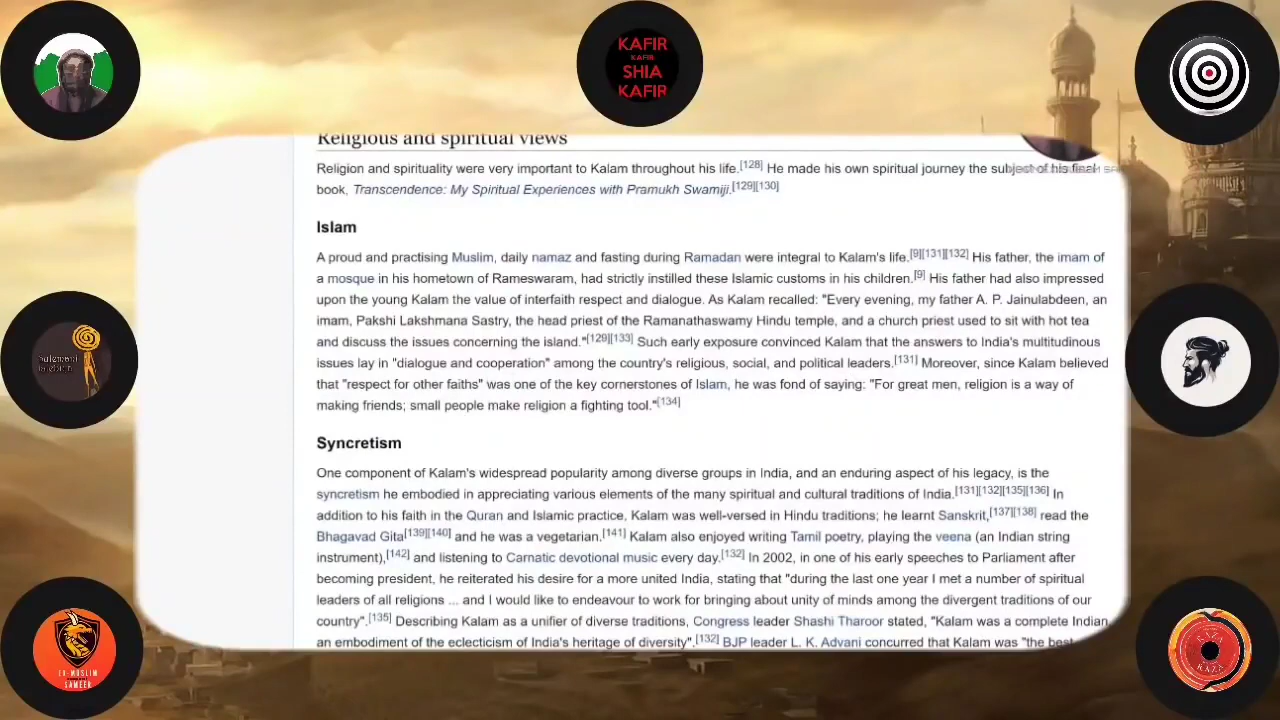 KAFIR
KAFIR
SHIA
KAFIR
Religious and spiritual views
Religion and spirituality were very important to Kalam throughout his life.[128] He made his own spiritual journey the subject of his final
book, Transcendence: My Spiritual Experiences with Pramukh Swamiji.[129][130]
Islam
A proud and practising Muslim, daily namaz and fasting during Ramadan were integral to Kalam's life.[9][131][132] His father, the imam of
a mosque in his hometown of Rameswaram, had strictly instilled these Islamic customs in his children.[9] His father had also impressed
upon the young Kalam the value of interfaith respect and dialogue. As Kalam recalled: "Every evening, my father A. P. Jainulabdeen, an
imam, Pakshi Lakshmana Sastry, the head priest of the Ramanathaswamy Hindu temple, and a church priest used to sit with hot tea
and discuss the issues concerning the island."[129][133] Such early exposure convinced Kalam that the answers to India's multitudinous
issues lay in "dialogue and cooperation" among the country's religious, social, and political leaders.[131] Moreover, since Kalam believed
that "respect for other faiths" was one of the key cornerstones of Islam, he was fond of saying: "For great men, religion is a way of
making friends; small people make religion a fighting tool."[134]
Syncretism
One component of Kalam's widespread popularity among diverse groups in India, and an enduring aspect of his legacy, is the
syncretism he embodied in appreciating various elements of the many spiritual and cultural traditions of India.[131][132][135][136] In
addition to his faith in the Quran and Islamic practice, Kalam was well-versed in Hindu traditions; he learnt Sanskrit,[137][138] read the
Bhagavad Gita[139][140] and he was a vegetarian.[141] Kalam also enjoyed writing Tamil poetry, playing the veena (an Indian string
instrument),[142] and listening to Carnatic devotional music every day.[132] In 2002, in one of his early speeches to Parliament after
becoming president, he reiterated his desire for a more united India, stating that "during the last one year I met a number of spiritual
leaders of all religions ... and I would like to endeavour to work for bringing about unity of minds among the divergent traditions of our
country".[135] Describing Kalam as a unifier of diverse traditions, Congress leader Shashi Tharoor stated, "Kalam was a complete Indian,
an embodiment of the eclecticism of India's heritage of diversity".[132] BJP leader L. K. Advani concurred that Kalam was "the best
Sulemani
EX-MUSLIM
SAMEER
RAZA